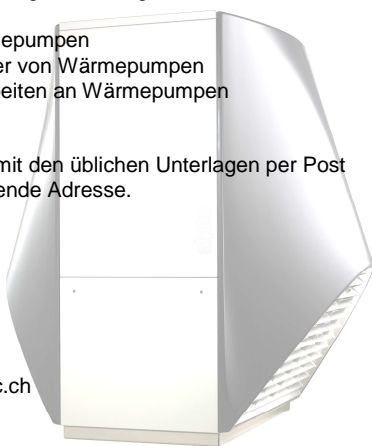 epumpen
er von Wärmepumpen
eiten an Wärmepumpen
mit den üblichen Unterlagen per Post
ende Adresse.
c.ch